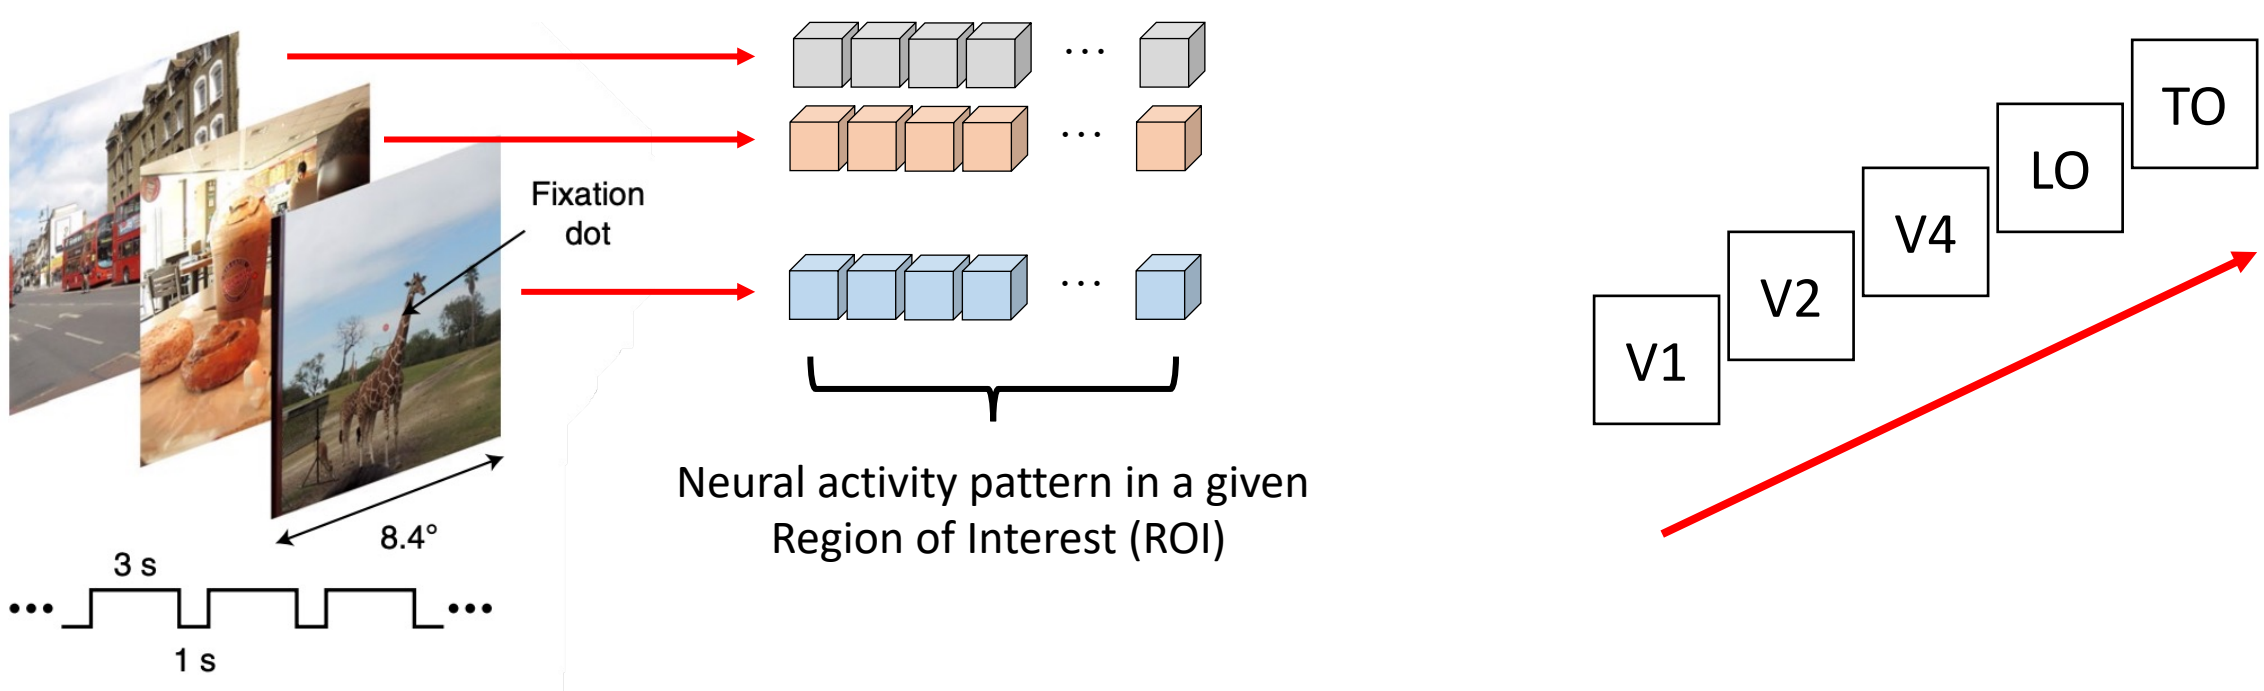 Fixation
dot
8.4°
3 s
1 s
Neural activity pattern in a given
Region of Interest (ROI)
V1
V2
V4
LO
TO